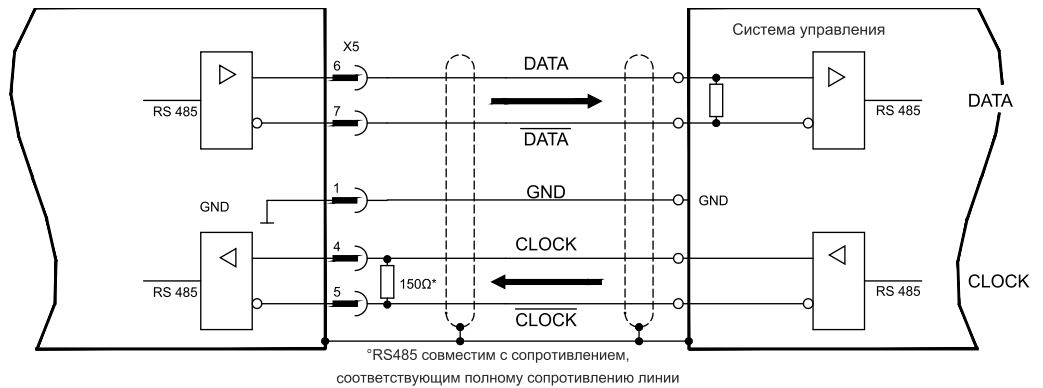 Система управления
X5
6
DATA
RS 485
7
DATA
RS 485
DATA
1
GND
GND
GND
4
CLOCK
RS 485
150Ω*
5
CLOCK
RS 485
CLOCK
°RS485 совместим с сопротивлением,
соответствующим полному сопротивлению линии